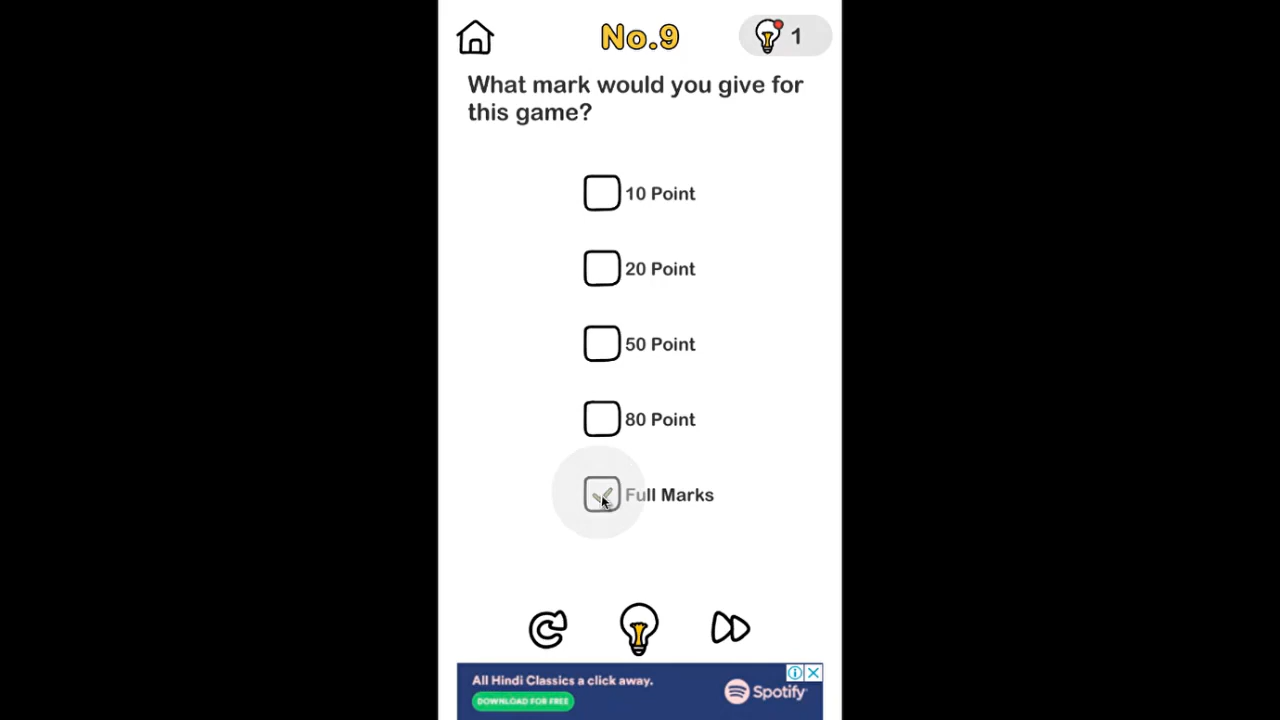 No.9
1
What mark would you give for
this game?
10 Point
20 Point
50 Point
80 Point
Full Marks
All Hindi Classics a click away.
DOWNLOAD FOR FREE
Spotify